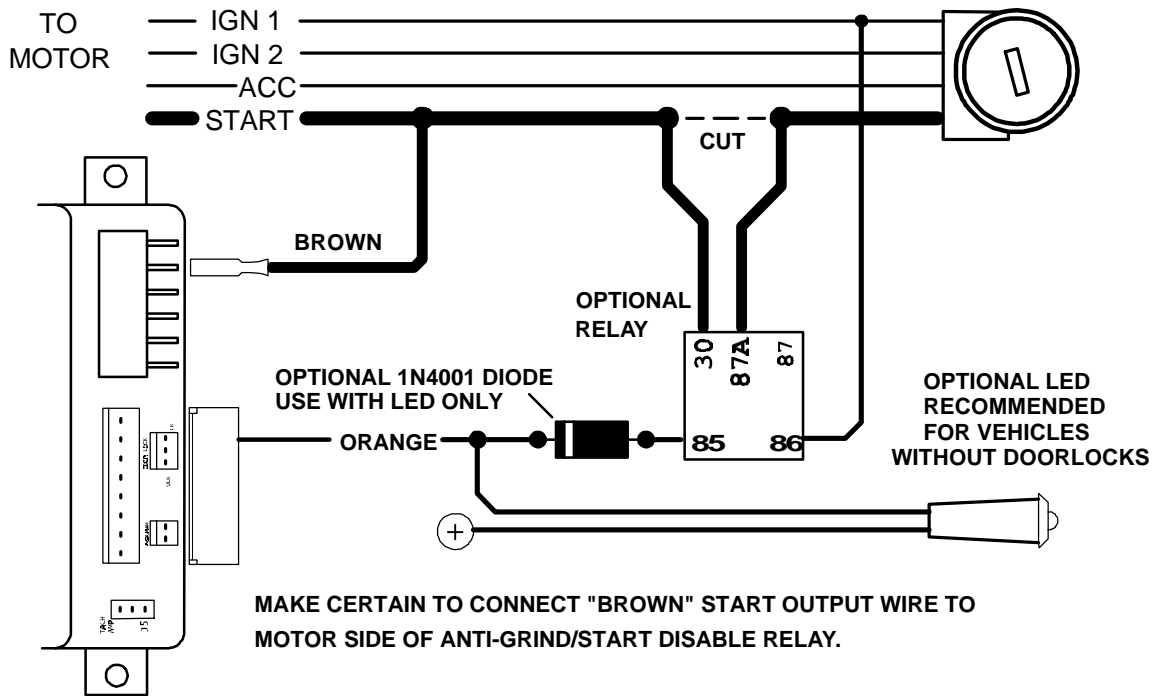 TO
MOTOR
IGN 1
IGN 2
ACC
START
CUT
BROWN
OPTIONAL
RELAY
30
87A
87
85
86
OPTIONAL 1N4001 DIODE
USE WITH LED ONLY
ORANGE
OPTIONAL LED
RECOMMENDED
FOR VEHICLES
WITHOUT DOORLOCKS
+
J5
MAKE CERTAIN TO CONNECT "BROWN" START OUTPUT WIRE TO
MOTOR SIDE OF ANTI-GRIND/START DISABLE RELAY.